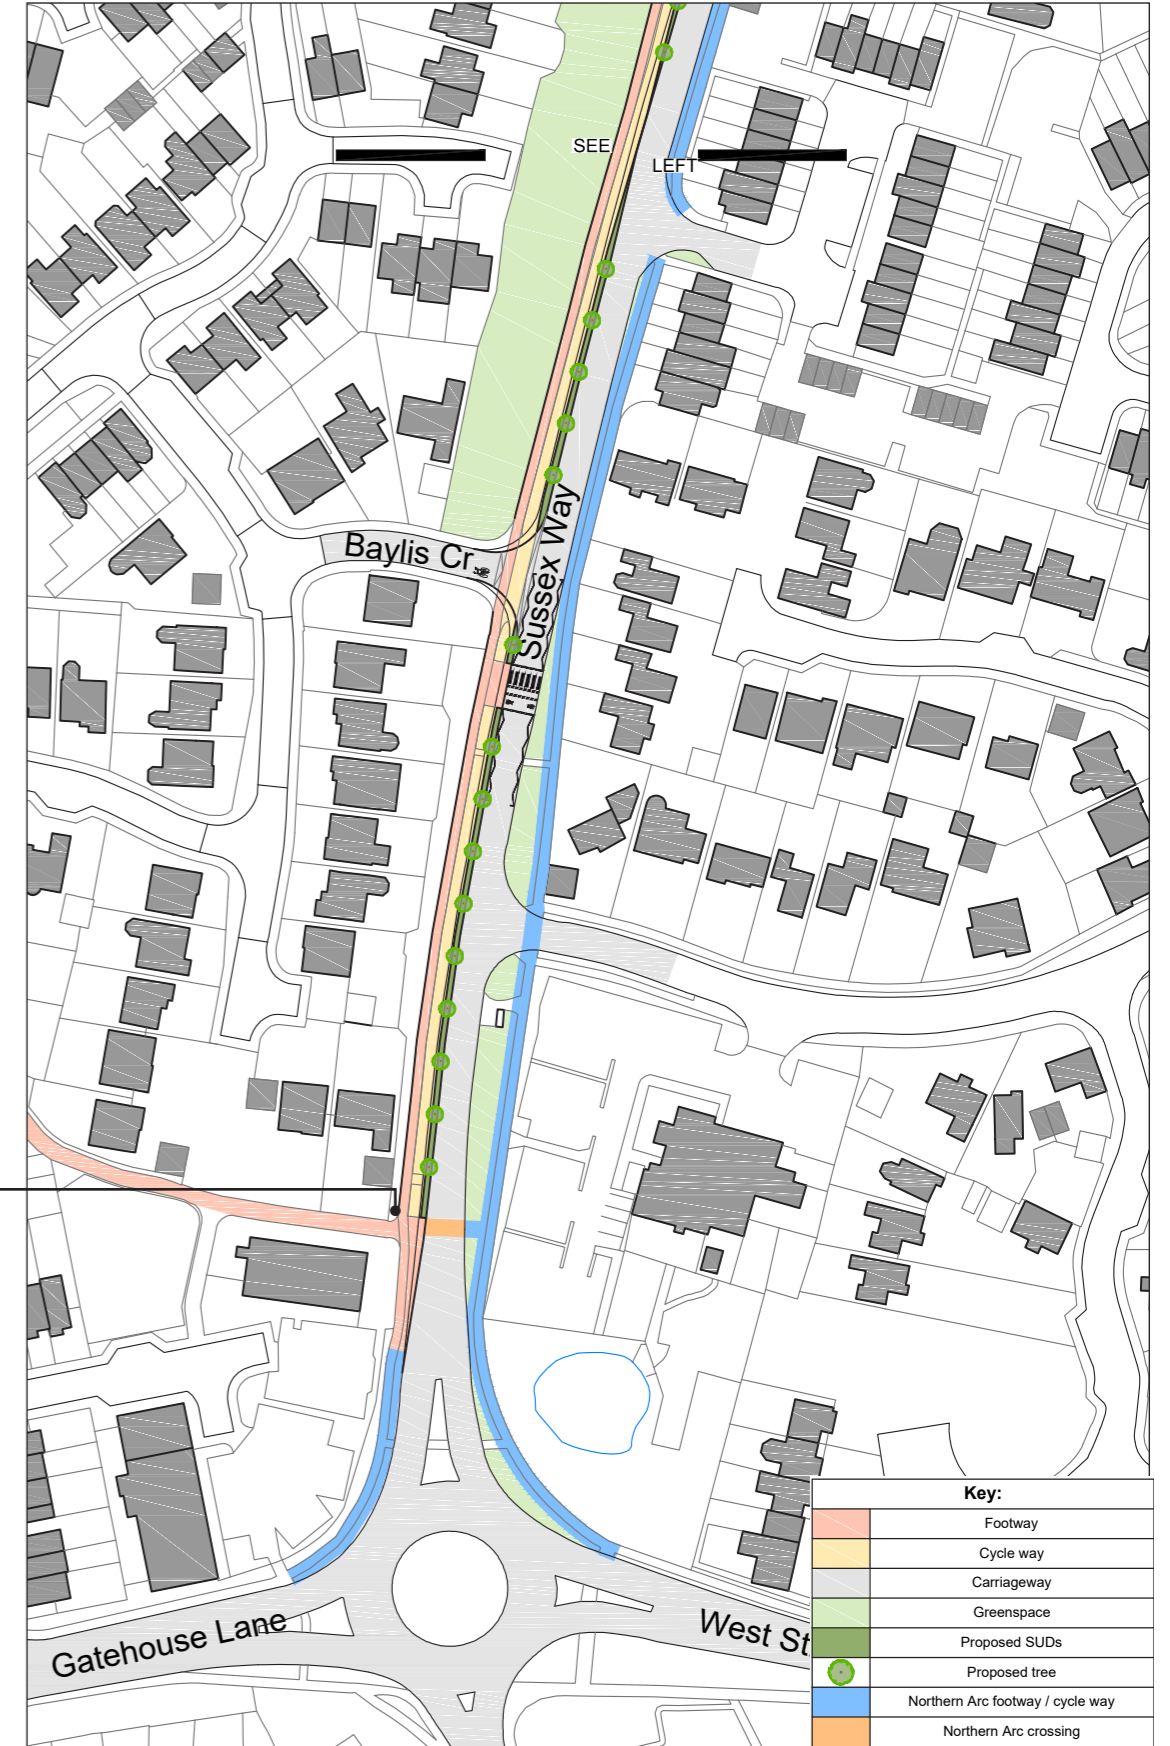 SEE
LEFT
Baylis Cr
Sussex Way
Gatehouse Lane
West St
Key:
Footway
Cycle way
Carriageway
Greenspace
Proposed SUDs
Proposed tree
Northern Arc footway / cycle way
Northern Arc crossing